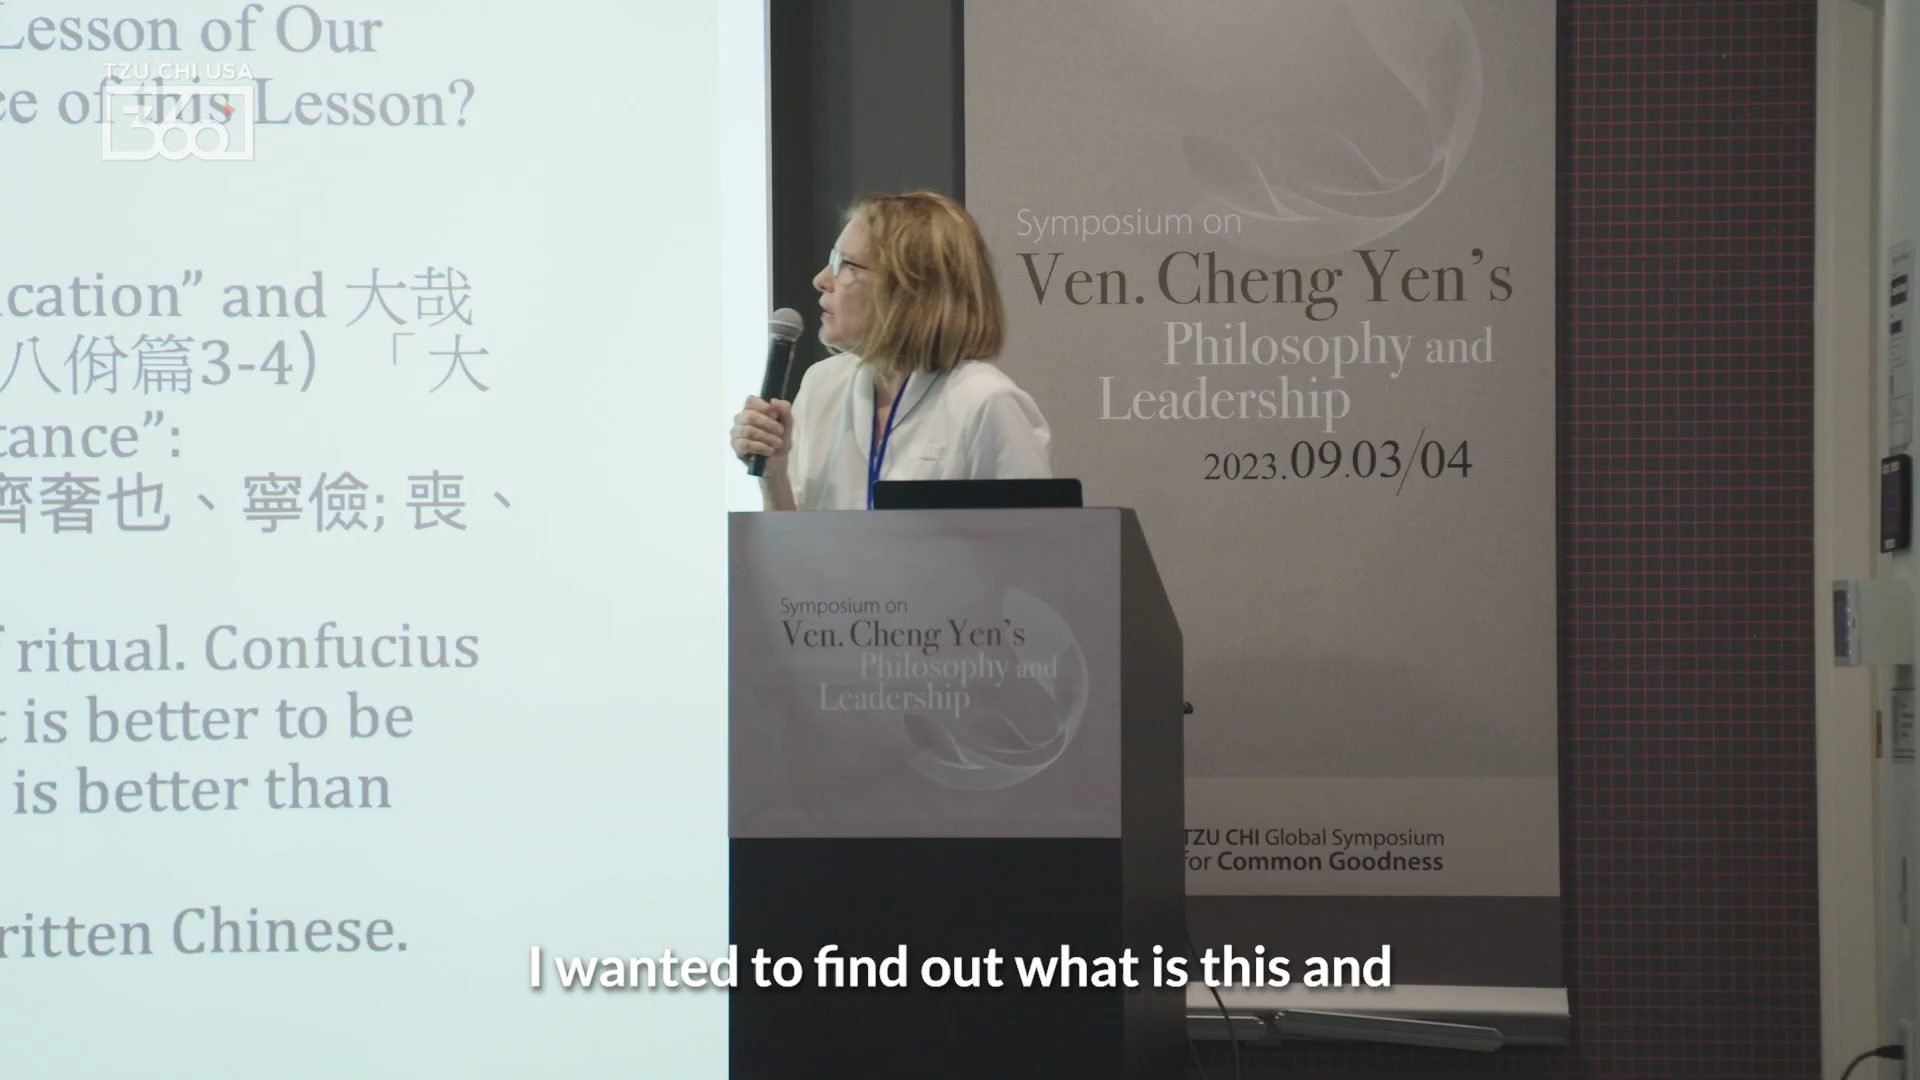 Lesson of Our
ce of this Lesson?
TZU CHI USA
360
ication” and 大哉
八佾篇3-4) 「大
tance”:
奢也、寧儉; 喪、
ritual. Confucius
t is better to be
is better than
ritten Chinese.
Symposium on
Ven. Cheng Yen’s
Philosophy and
Leadership
2023.09.03/04
TZU CHI Global Symposium
for Common Goodness
Symposium on
Ven. Cheng Yen’s
Philosophy and
Leadership
I wanted to find out what is this and